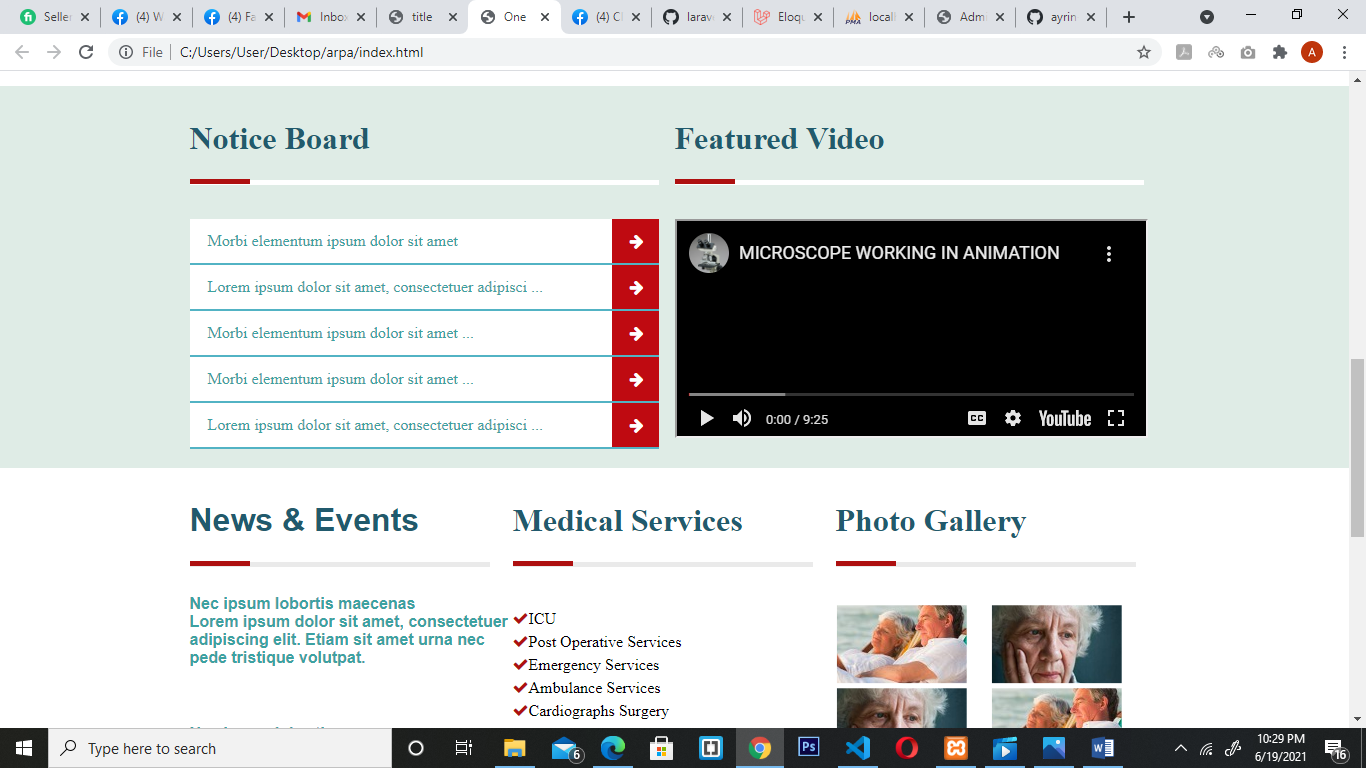 Seller
(4) W
(4) Fa
Inbox
title
One
(4) Cl
larav
Eloqu
locall
Admi
ayrin
File
C:/Users/User/Desktop/arpa/index.html
A
Notice Board
Morbi elementum ipsum dolor sit amet
Lorem ipsum dolor sit amet, consectetuer adipisci ...
Morbi elementum ipsum dolor sit amet ...
Morbi elementum ipsum dolor sit amet ...
Lorem ipsum dolor sit amet, consectetuer adipisci ...
Featured Video
MICROSCOPE WORKING IN ANIMATION
0:00 / 9:25
CC
YouTube
News & Events
Nec ipsum lobortis maecenas
Lorem ipsum dolor sit amet, consectetuer
adipiscing elit. Etiam sit amet urna nec
pede tristique volutpat.
Medical Services
ICU
Post Operative Services
Emergency Services
Ambulance Services
Cardiographs Surgery
Photo Gallery
Type here to search
6
Ps
10:29 PM
6/19/2021
16